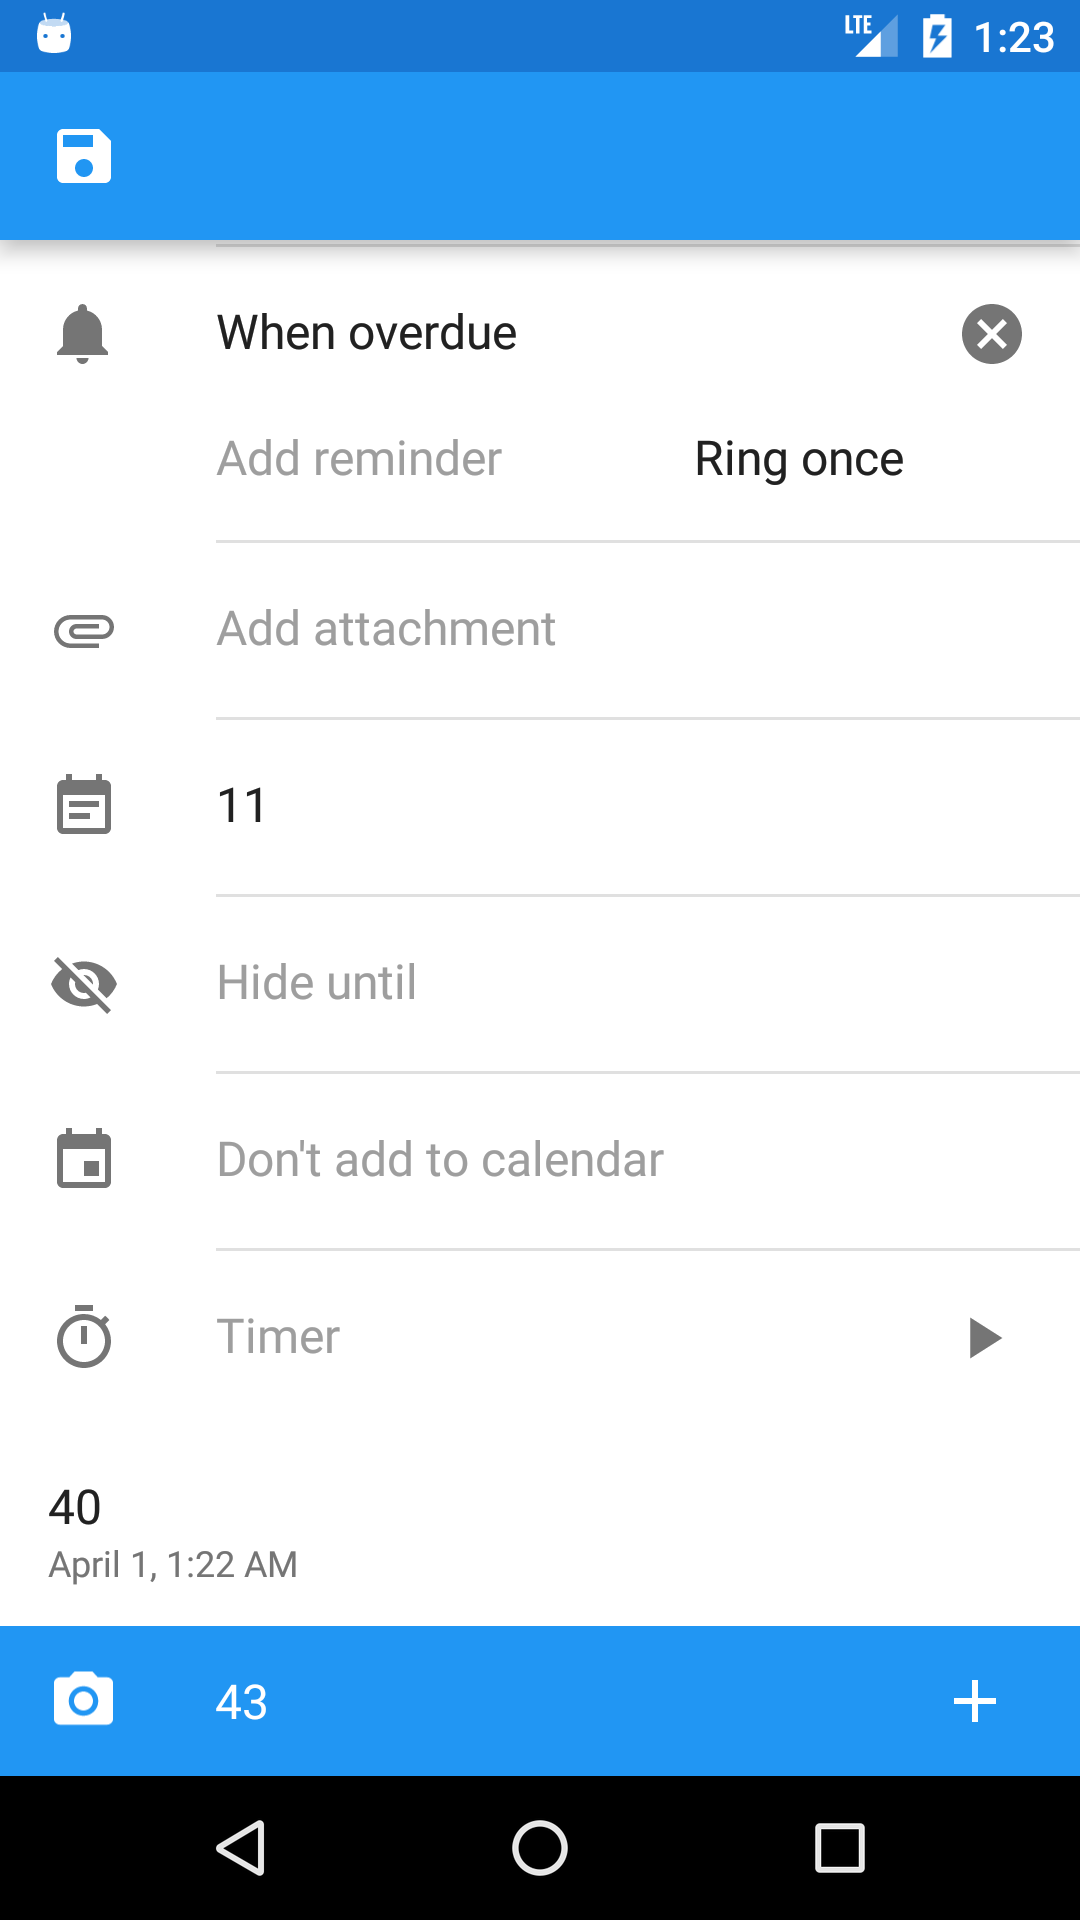 LTE 1:23
When overdue
Add reminder Ring once
Add attachment
11
Hide until
Don't add to calendar
Timer
40
April 1, 1:22 AM
43